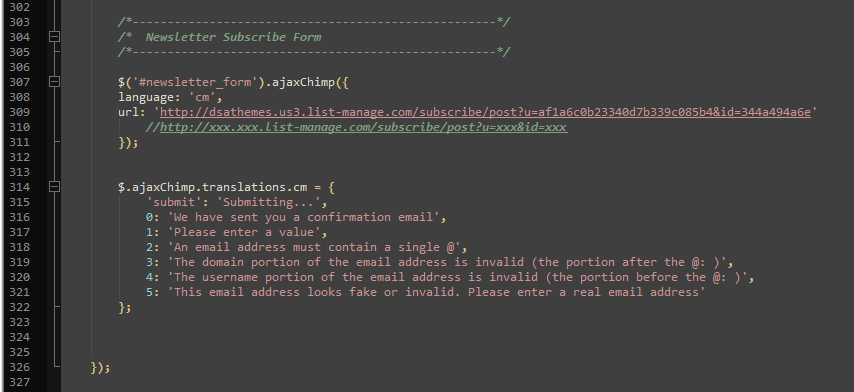 302
303 /*------------------------------------------------------*/
304 /*  Newsletter Subscribe Form
305 /*------------------------------------------------------*/
306
307 $('#newsletter_form').ajaxChimp({
308 language: 'cm',
309 url: 'http://dsathemes.us3.list-manage.com/subscribe/post?u=af1a6c0b23340d7b339c085b4&id=344a494a6e'
310 //http://xxx.xxx.list-manage.com/subscribe/post?u=xxx&id=xxx
311 });
312
313
314 $.ajaxChimp.translations.cm = {
315 'submit': 'Submitting...',
316 0: 'We have sent you a confirmation email',
317 1: 'Please enter a value',
318 2: 'An email address must contain a single @',
319 3: 'The domain portion of the email address is invalid (the portion after the @: )',
320 4: 'The username portion of the email address is invalid (the portion before the @: )',
321 5: 'This email address looks fake or invalid. Please enter a real email address'
322 };
323
324
325
326 });
327